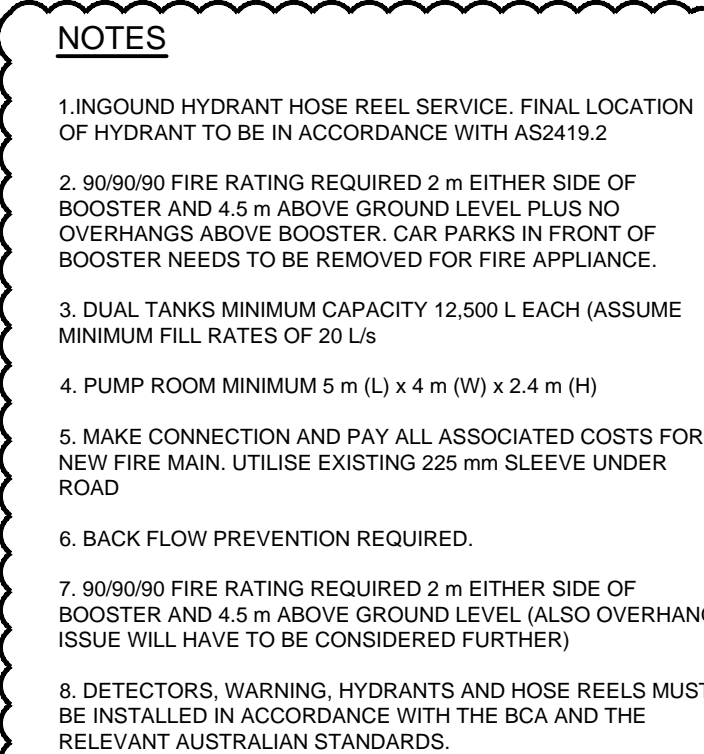 NOTES
1.INGOUND HYDRANT HOSE REEL SERVICE. FINAL LOCATION
OF HYDRANT TO BE IN ACCORDANCE WITH AS2419.2
2. 90/90/90 FIRE RATING REQUIRED 2 m EITHER SIDE OF
BOOSTER AND 4.5 m ABOVE GROUND LEVEL PLUS NO
OVERHANGS ABOVE BOOSTER. CAR PARKS IN FRONT OF
BOOSTER NEEDS TO BE REMOVED FOR FIRE APPLIANCE.
3. DUAL TANKS MINIMUM CAPACITY 12,500 L EACH (ASSUME
MINIMUM FILL RATES OF 20 L/s
4. PUMP ROOM MINIMUM 5 m (L) x 4 m (W) x 2.4 m (H)
5. MAKE CONNECTION AND PAY ALL ASSOCIATED COSTS FOR
NEW FIRE MAIN. UTILISE EXISTING 225 mm SLEEVE UNDER
ROAD
6. BACK FLOW PREVENTION REQUIRED.
7. 90/90/90 FIRE RATING REQUIRED 2 m EITHER SIDE OF
BOOSTER AND 4.5 m ABOVE GROUND LEVEL (ALSO OVERHANG
ISSUE WILL HAVE TO BE CONSIDERED FURTHER)
8. DETECTORS, WARNING, HYDRANTS AND HOSE REELS MUST
BE INSTALLED IN ACCORDANCE WITH THE BCA AND THE
RELEVANT AUSTRALIAN STANDARDS.